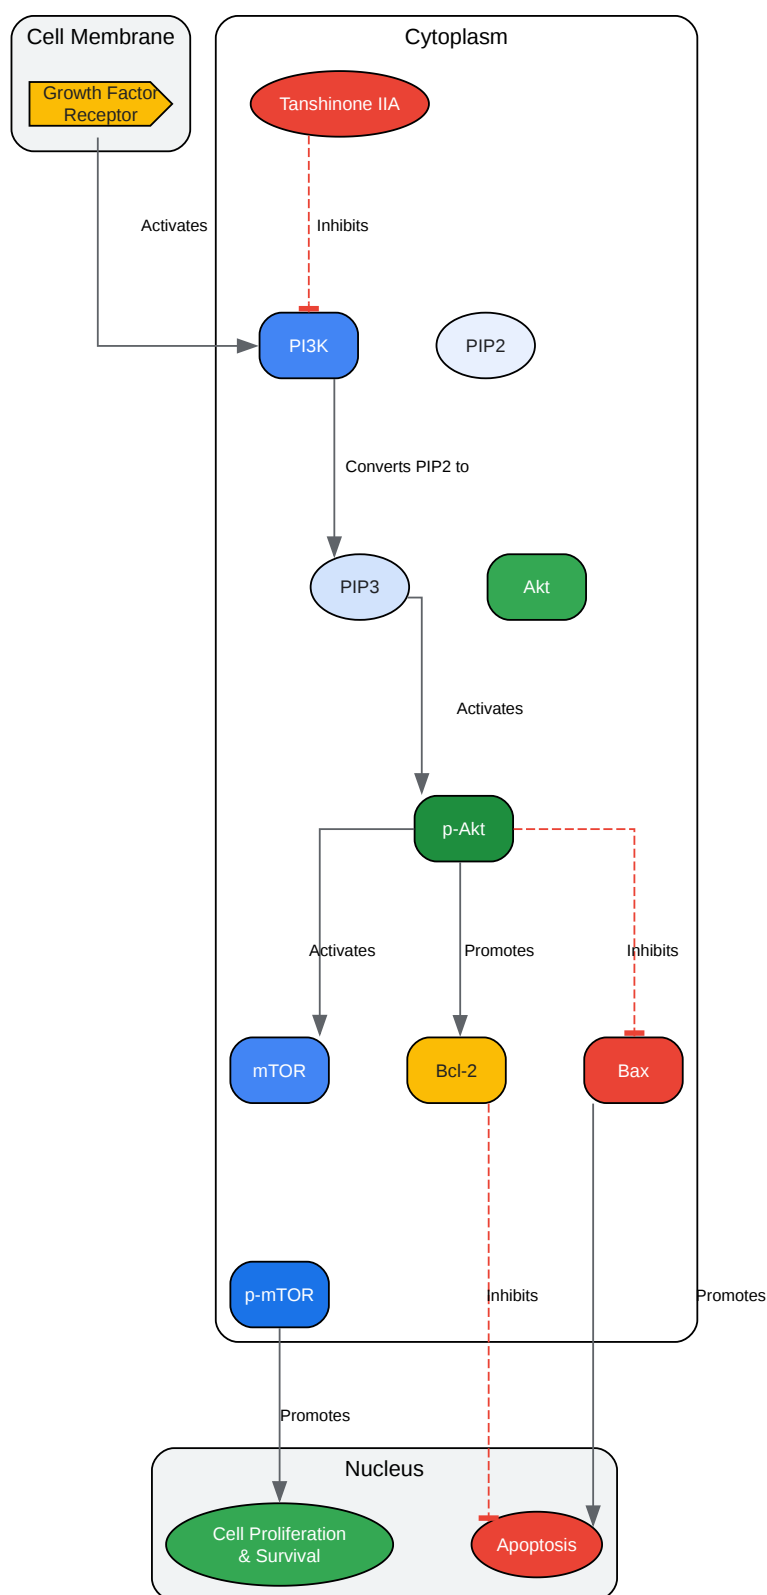 Cell Membrane
Cytoplasm
Growth Factor
Receptor
Tanshinone IIA
Activates
Inhibits
PI3K
PIP2
Converts PIP2 to
PIP3
Akt
Activates
p-Akt
Activates
Promotes
Inhibits
mTOR
Bcl-2
Bax
p-mTOR
Inhibits
Promotes
Promotes
Nucleus
Cell Proliferation
& Survival
Apoptosis